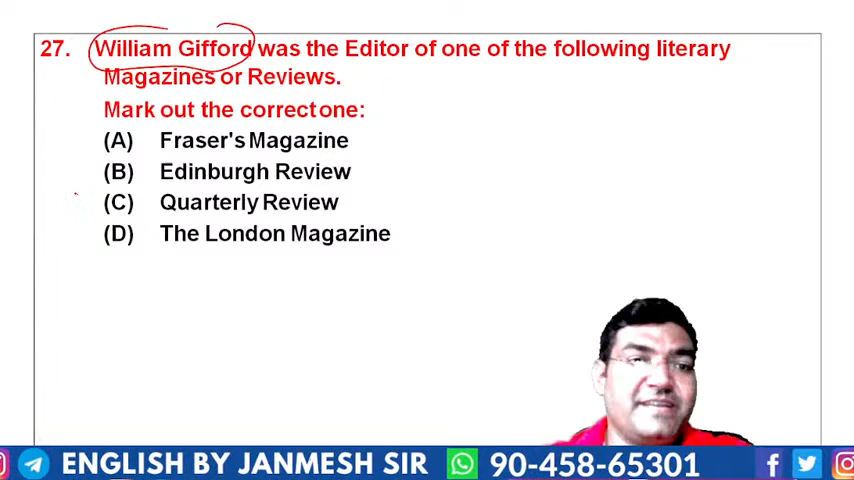 27. William Gifford was the Editor of one of the following literary
Magazines or Reviews.
Mark out the correct one:
(A) Fraser's Magazine
(B) Edinburgh Review
(C) Quarterly Review
(D) The London Magazine
ENGLISH BY JANMESH SIR 90-458-65301